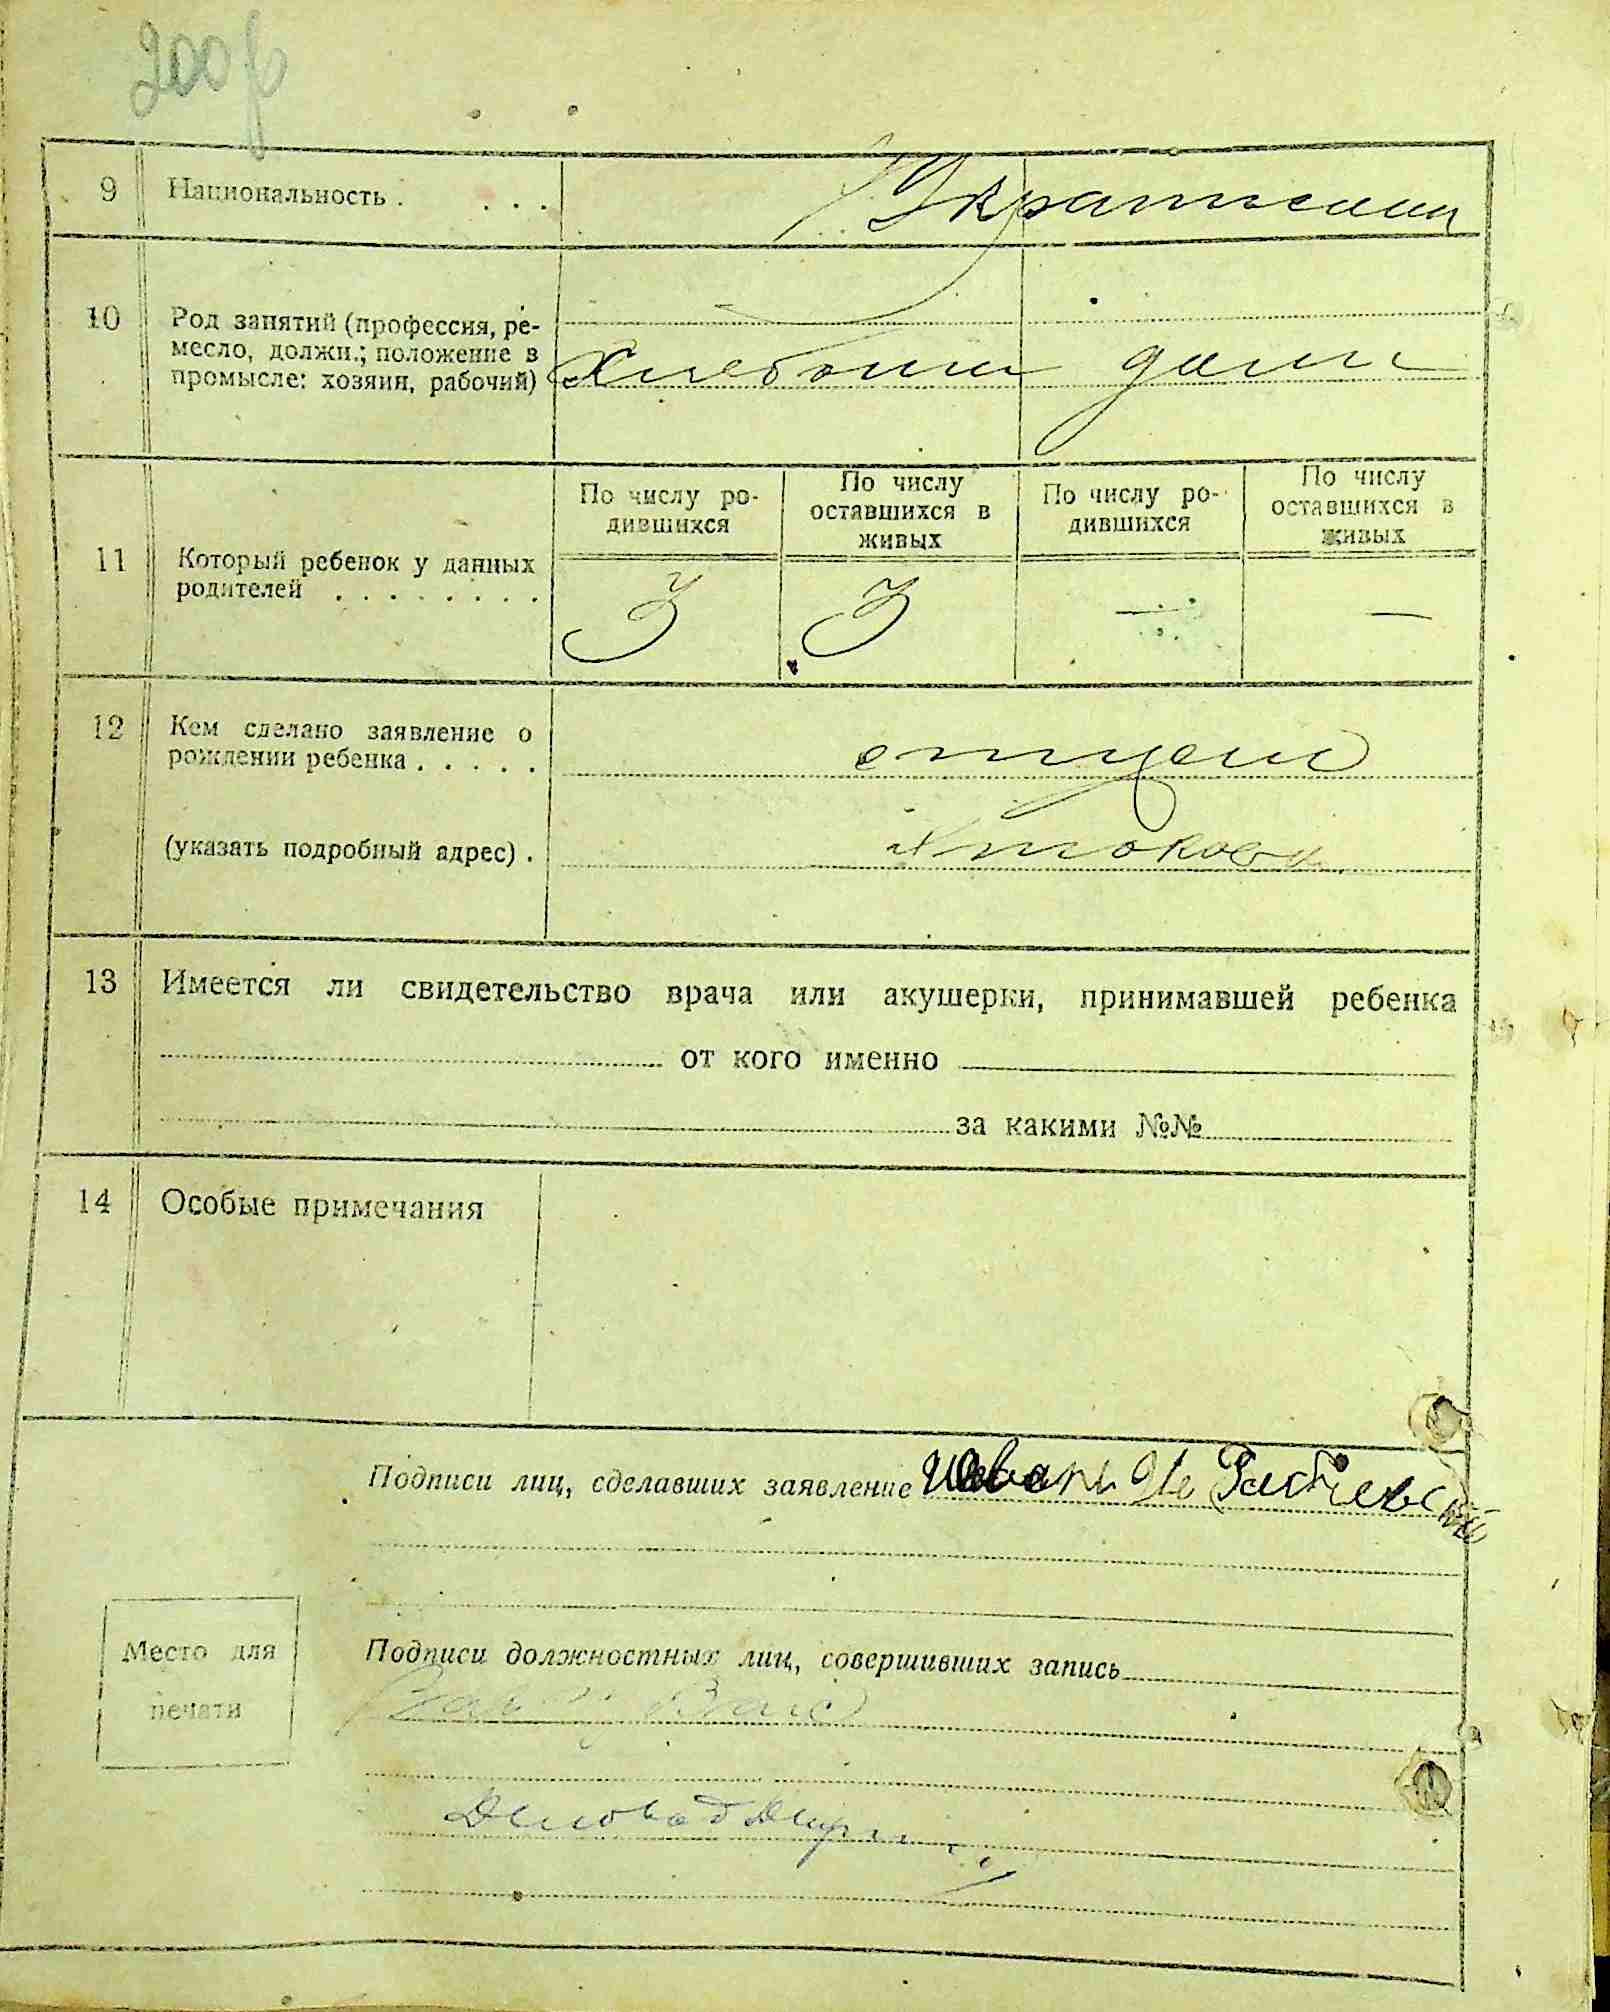 9 Национальность . . . .
Украинцы
10 Род занятий (профессия, ре-
месло, должн.; положение в
промысле: хозяин, рабочий)
Хлебопаш дома
11 Который ребенок у данных
родителей . . . . . . . .
По числу ро-
дившихся
По числу
оставшихся в
живых
По числу ро-
дившихся
По числу
оставшихся в
живых
3 3 — —
12 Кем сделано заявление о
рождении ребенка . . . . .
отцем
(указать подробный адрес) .
13 Имеется ли свидетельство врача или акушерки, принимавшей ребенка
от кого именно
за какими №№
14 Особые примечания
Подписи лиц, сделавших заявление
Место для
печати
Подписи должностных лиц, совершивших запись
Деловод